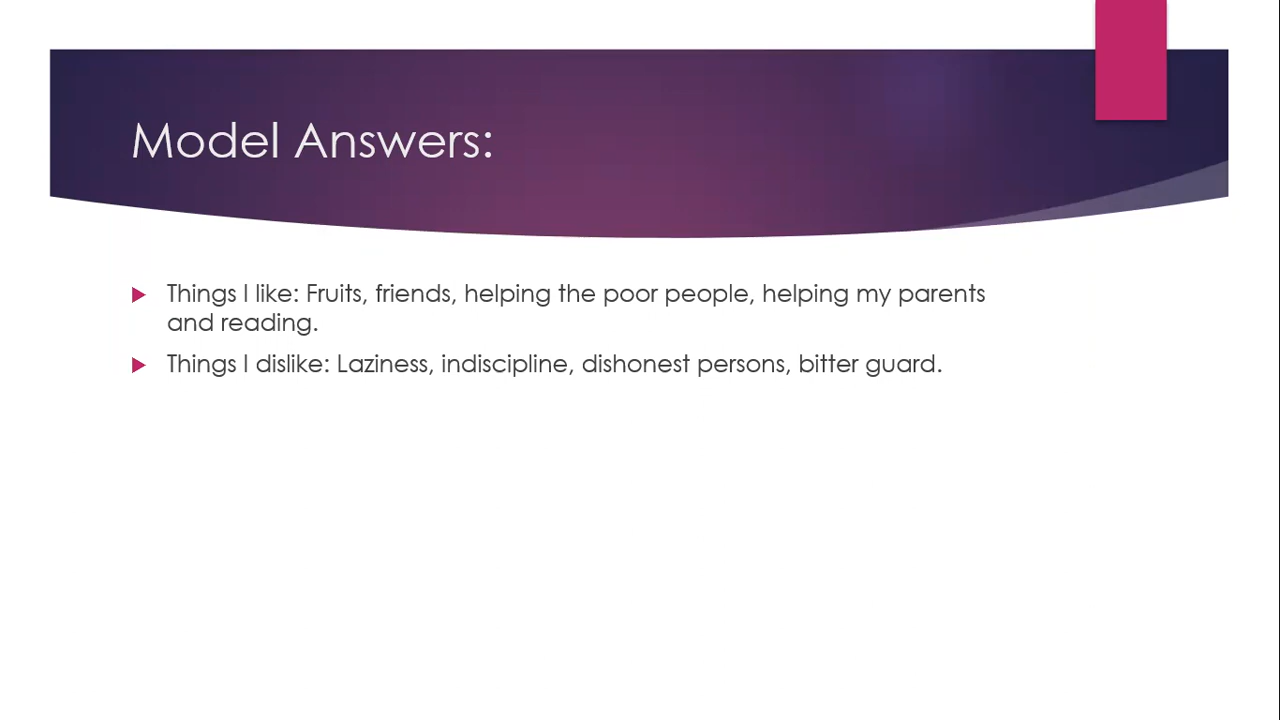 Model Answers:
Things I like: Fruits, friends, helping the poor people, helping my parents
and reading.
Things I dislike: Laziness, indiscipline, dishonest persons, bitter guard.